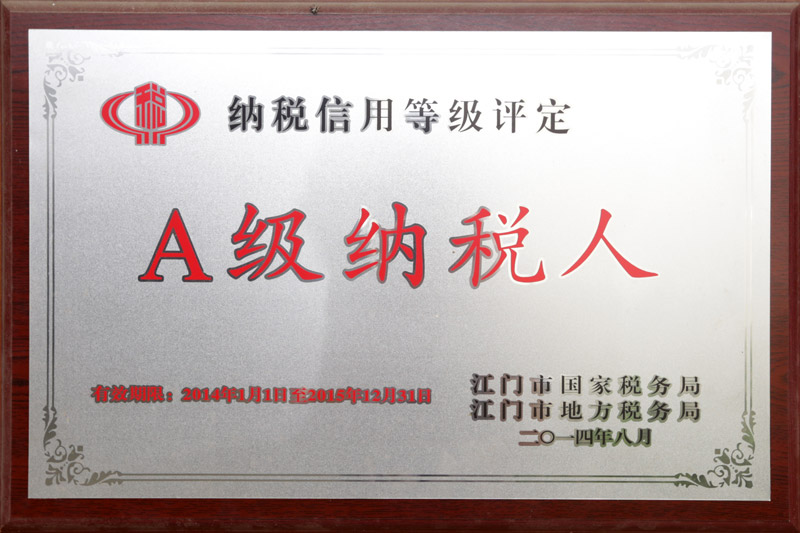 税
纳税信用等级评定
A级纳税人
有效期限：2014年1月1日至2015年12月31日
江门市国家税务局
江门市地方税务局
二〇一四年八月